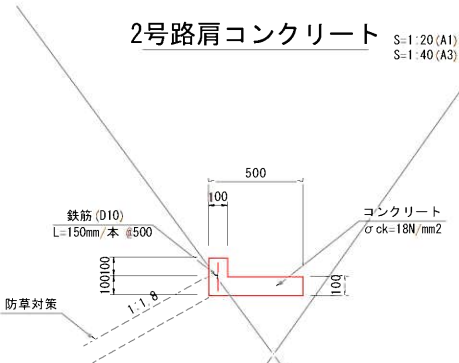 2号路肩コンクリート
S=1:20(A1)
S=1:40(A3)
500
100
鉄筋(D10)
L=150mm/本 @500
コンクリート
σck=18N/mm2
100
100
100
1:1.8
防草対策